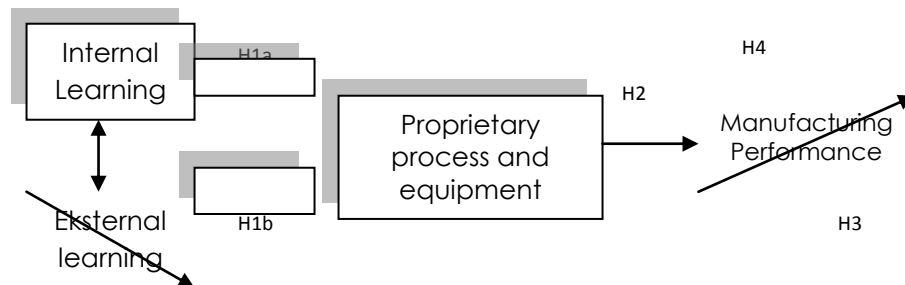 Internal
Learning
H1a
H4
H2
Proprietary
process and
equipment
Manufacturing
Performance
Eksternal
learning
H1b
H3